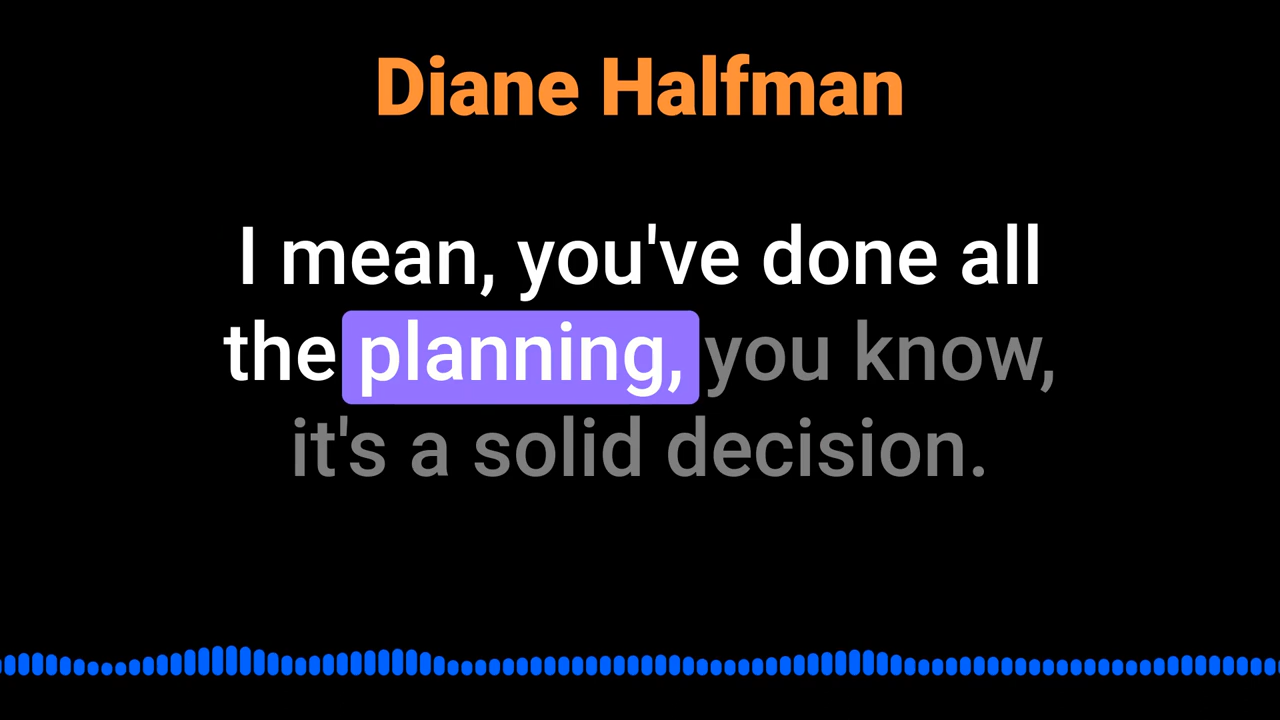 Diane Halfman
I mean, you've done all
the planning, you know,
it's a solid decision.